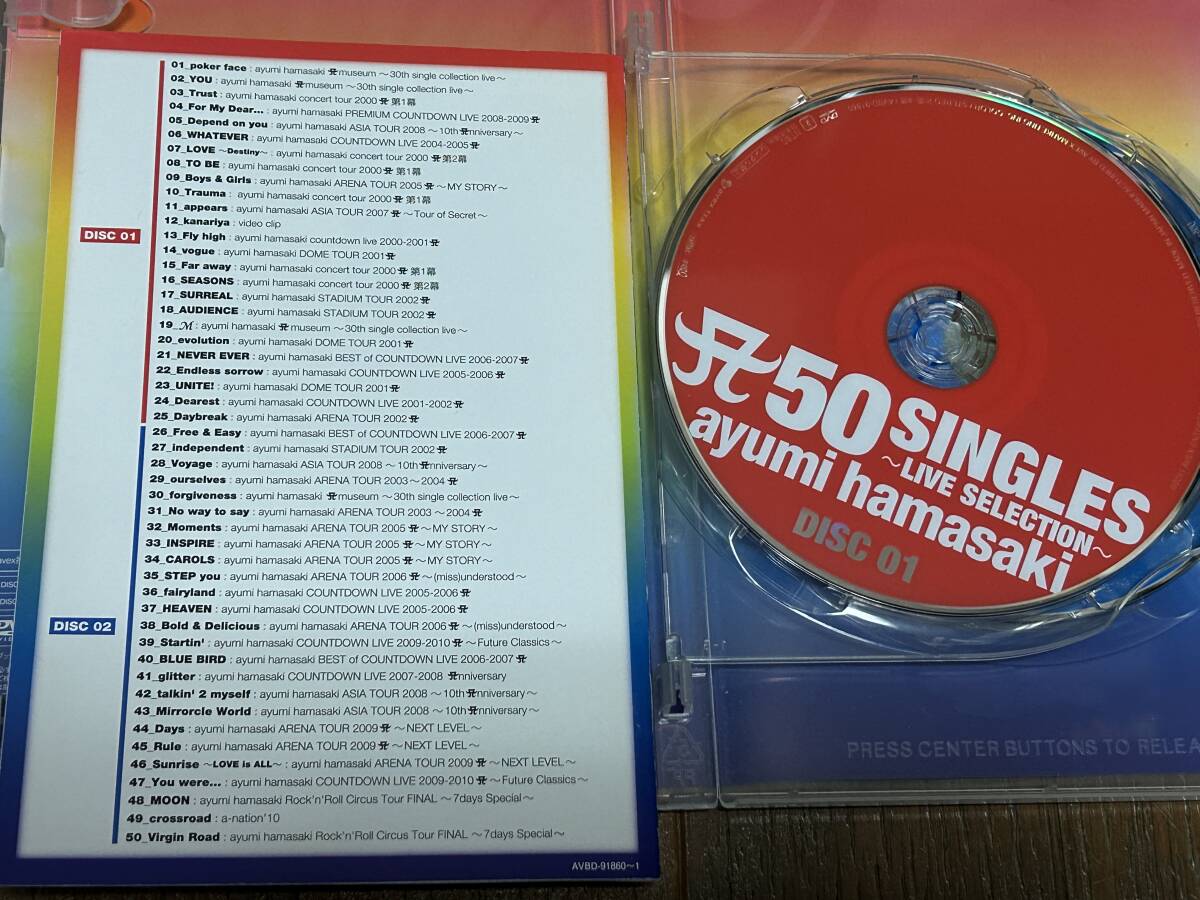 01_poker face : ayumi hamasaki Ⓐmuseum ～30th single collection live～
02_YOU : ayumi hamasaki Ⓐmuseum ～30th single collection live～
03_Trust : ayumi hamasaki concert tour 2000 Ⓐ 第1幕
04_For My Dear... : ayumi hamasaki PREMIUM COUNTDOWN LIVE 2008-2009 Ⓐ
05_Depend on you : ayumi hamasaki ASIA TOUR 2008 ～10th Ⓐnniversary～
06_WHATEVER : ayumi hamasaki COUNTDOWN LIVE 2004-2005 Ⓐ
07_LOVE ～Destiny～ : ayumi hamasaki concert tour 2000 Ⓐ 第2幕
08_TO BE : ayumi hamasaki concert tour 2000 Ⓐ 第1幕
09_Boys & Girls : ayumi hamasaki ARENA TOUR 2005 Ⓐ ～MY STORY～
10_Trauma : ayumi hamasaki concert tour 2000 Ⓐ 第1幕
11_appears : ayumi hamasaki ASIA TOUR 2007 Ⓐ ～Tour of Secret～
12_kanariya : video clip
DISC 01
13_Fly high : ayumi hamasaki countdown live 2000-2001 Ⓐ
14_vogue : ayumi hamasaki DOME TOUR 2001 Ⓐ
15_Far away : ayumi hamasaki concert tour 2000 Ⓐ 第1幕
16_SEASONS : ayumi hamasaki concert tour 2000 Ⓐ 第2幕
17_SURREAL : ayumi hamasaki STADIUM TOUR 2002 Ⓐ
18_AUDIENCE : ayumi hamasaki STADIUM TOUR 2002 Ⓐ
19_M : ayumi hamasaki Ⓐmuseum ～30th single collection live～
20_evolution : ayumi hamasaki DOME TOUR 2001 Ⓐ
21_NEVER EVER : ayumi hamasaki BEST of COUNTDOWN LIVE 2006-2007 Ⓐ
22_Endless sorrow : ayumi hamasaki COUNTDOWN LIVE 2005-2006 Ⓐ
23_UNITE! : ayumi hamasaki DOME TOUR 2001 Ⓐ
24_Dearest : ayumi hamasaki COUNTDOWN LIVE 2001-2002 Ⓐ
25_Daybreak : ayumi hamasaki ARENA TOUR 2002 Ⓐ
26_Free & Easy : ayumi hamasaki BEST of COUNTDOWN LIVE 2006-2007 Ⓐ
27_independent : ayumi hamasaki STADIUM TOUR 2002 Ⓐ
28_Voyage : ayumi hamasaki ASIA TOUR 2008 ～10th Ⓐnniversary～
29_ourselves : ayumi hamasaki ARENA TOUR 2003～2004 Ⓐ
30_forgiveness : ayumi hamasaki Ⓐmuseum ～30th single collection live～
31_No way to say : ayumi hamasaki ARENA TOUR 2003 ～2004 Ⓐ
32_Moments : ayumi hamasaki ARENA TOUR 2005 Ⓐ ～MY STORY～
33_INSPIRE : ayumi hamasaki ARENA TOUR 2005 Ⓐ ～MY STORY～
34_CAROLS : ayumi hamasaki ARENA TOUR 2005 Ⓐ ～MY STORY～
35_STEP you : ayumi hamasaki ARENA TOUR 2006 Ⓐ ～(miss)understood～
36_fairyland : ayumi hamasaki COUNTDOWN LIVE 2005-2006 Ⓐ
37_HEAVEN : ayumi hamasaki COUNTDOWN LIVE 2005-2006 Ⓐ
DISC 02
38_Bold & Delicious : ayumi hamasaki ARENA TOUR 2006 Ⓐ ～(miss)understood～
39_Startin' : ayumi hamasaki COUNTDOWN LIVE 2009-2010 Ⓐ ～Future Classics～
40_BLUE BIRD : ayumi hamasaki BEST of COUNTDOWN LIVE 2006-2007 Ⓐ
41_glitter : ayumi hamasaki COUNTDOWN LIVE 2007-2008 Ⓐnniversary
42_talkin' 2 myself : ayumi hamasaki ASIA TOUR 2008 ～10th Ⓐnniversary～
43_Mirrorcle World : ayumi hamasaki ASIA TOUR 2008 ～10th Ⓐnniversary～
44_Days : ayumi hamasaki ARENA TOUR 2009 Ⓐ ～NEXT LEVEL～
45_Rule : ayumi hamasaki ARENA TOUR 2009 Ⓐ ～NEXT LEVEL～
46_Sunrise ～LOVE is ALL～ : ayumi hamasaki ARENA TOUR 2009 Ⓐ ～NEXT LEVEL～
47_You were... : ayumi hamasaki COUNTDOWN LIVE 2009-2010 Ⓐ ～Future Classics～
48_MOON : ayumi hamasaki Rock'n'Roll Circus Tour FINAL ～7days Special～
49_crossroad : a-nation'10
50_Virgin Road : ayumi hamasaki Rock'n'Roll Circus Tour FINAL ～7days Special～
AVBD-91860～1
Ⓐ50 SINGLES
～LIVE SELECTION～
ayumi hamasaki
DISC 01
PRESS CENTER BUTTONS TO RELEA